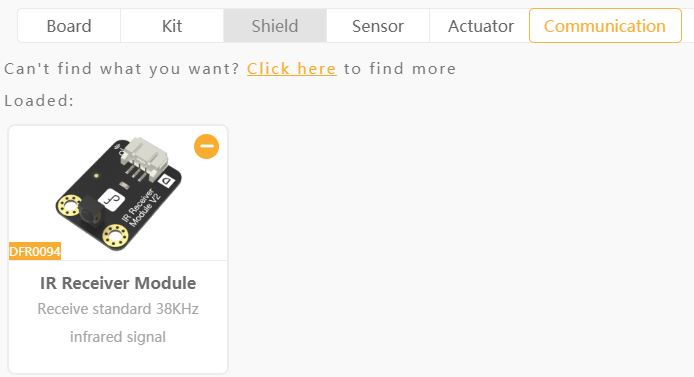 Board Kit Shield Sensor Actuator Communication
Can't find what you want? Click here to find more
Loaded:
IR Receiver
Module V2
D
DFR0094
IR Receiver Module
Receive standard 38KHz
infrared signal